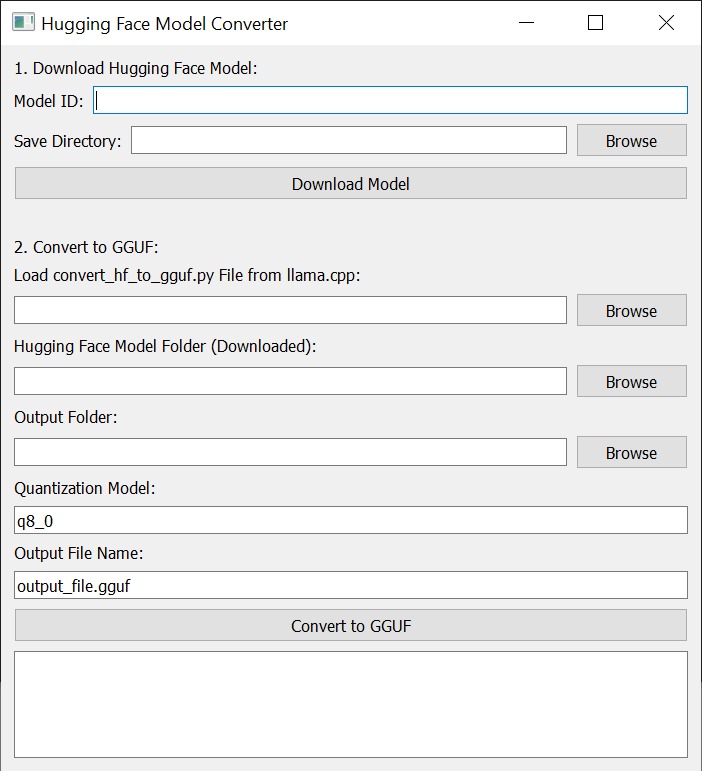 Hugging Face Model Converter
1. Download Hugging Face Model:
Model ID:
Save Directory: Browse
Download Model
2. Convert to GGUF:
Load convert_hf_to_gguf.py File from llama.cpp:
Browse
Hugging Face Model Folder (Downloaded):
Browse
Output Folder:
Browse
Quantization Model:
q8_0
Output File Name:
output_file.gguf
Convert to GGUF